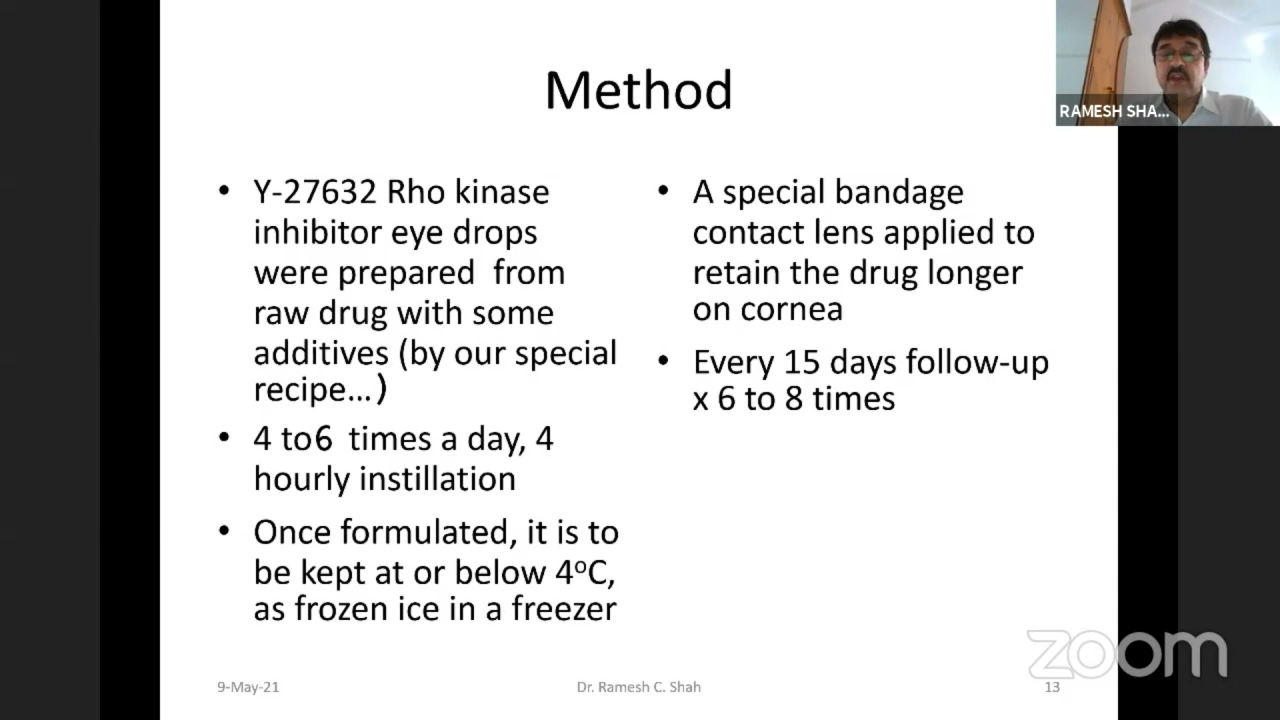 Method
RAMESH SHA...
• Y-27632 Rho kinase
inhibitor eye drops
were prepared from
raw drug with some
additives (by our special
recipe...)
• 4 to6 times a day, 4
hourly instillation
• Once formulated, it is to
be kept at or below 4°C,
as frozen ice in a freezer
• A special bandage
contact lens applied to
retain the drug longer
on cornea
• Every 15 days follow-up
x 6 to 8 times
zoom
9-May-21
Dr. Ramesh C. Shah
13